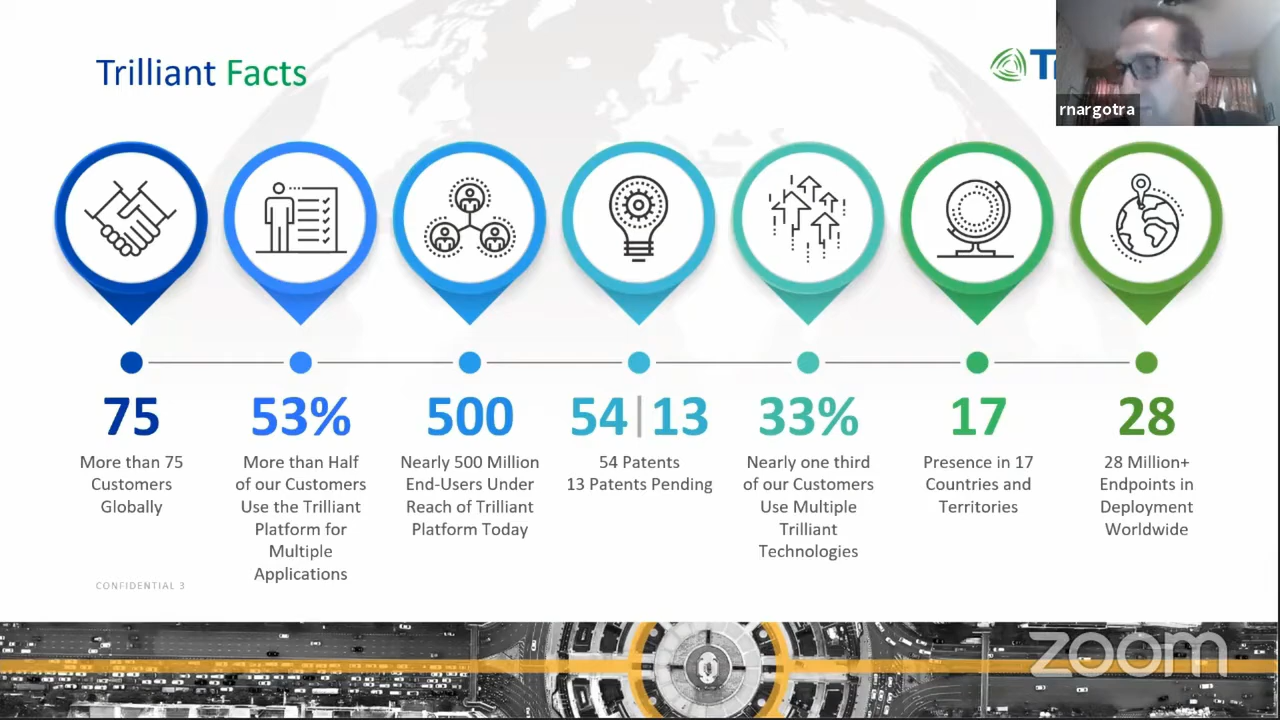 Trilliant Facts
rnargotra
75
More than 75
Customers
Globally
53%
More than Half
of our Customers
Use the Trilliant
Platform for
Multiple
Applications
500
Nearly 500 Million
End-Users Under
Reach of Trilliant
Platform Today
54|13
54 Patents
13 Patents Pending
33%
Nearly one third
of our Customers
Use Multiple
Trilliant
Technologies
17
Presence in 17
Countries and
Territories
28
28 Million+
Endpoints in
Deployment
Worldwide
CONFIDENTIAL 3
zoom